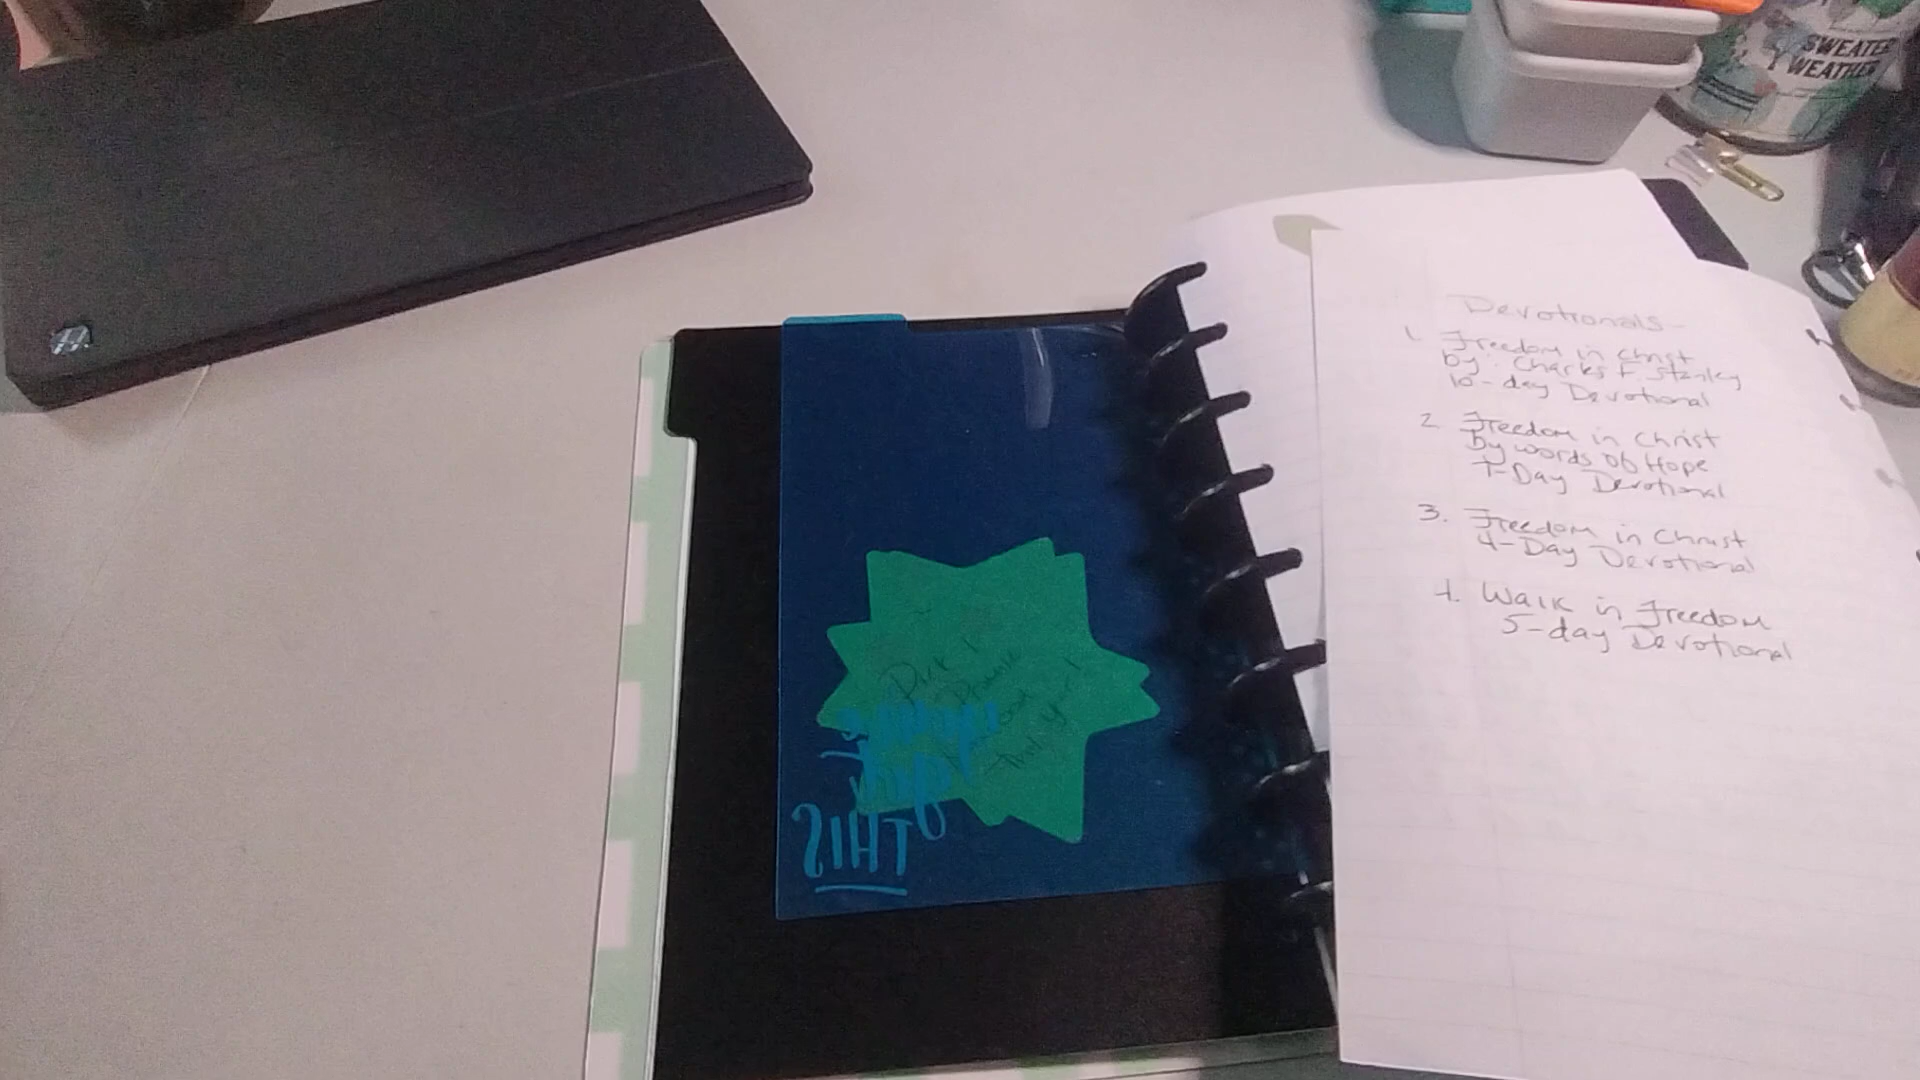 SWEATER
WEATHER
Devotionals -
1. Freedom in Christ
by: Charles F. Stanley
10-day Devotional
2. Freedom in Christ
By words of Hope
7-Day Devotional
3. Freedom in Christ
4-Day Devotional
4. Walk in Freedom
5-day Devotional
Part 1
THIS